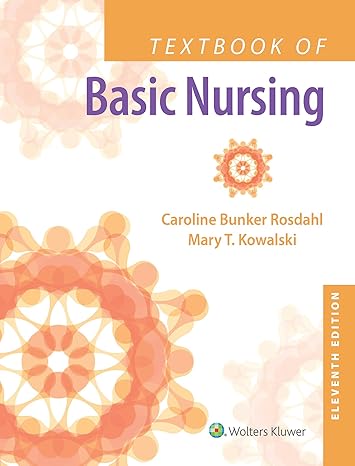 TEXTBOOK OF
Basic Nursing
Caroline Bunker Rosdahl
Mary T. Kowalski
ELEVENTH EDITION
Wolters Kluwer